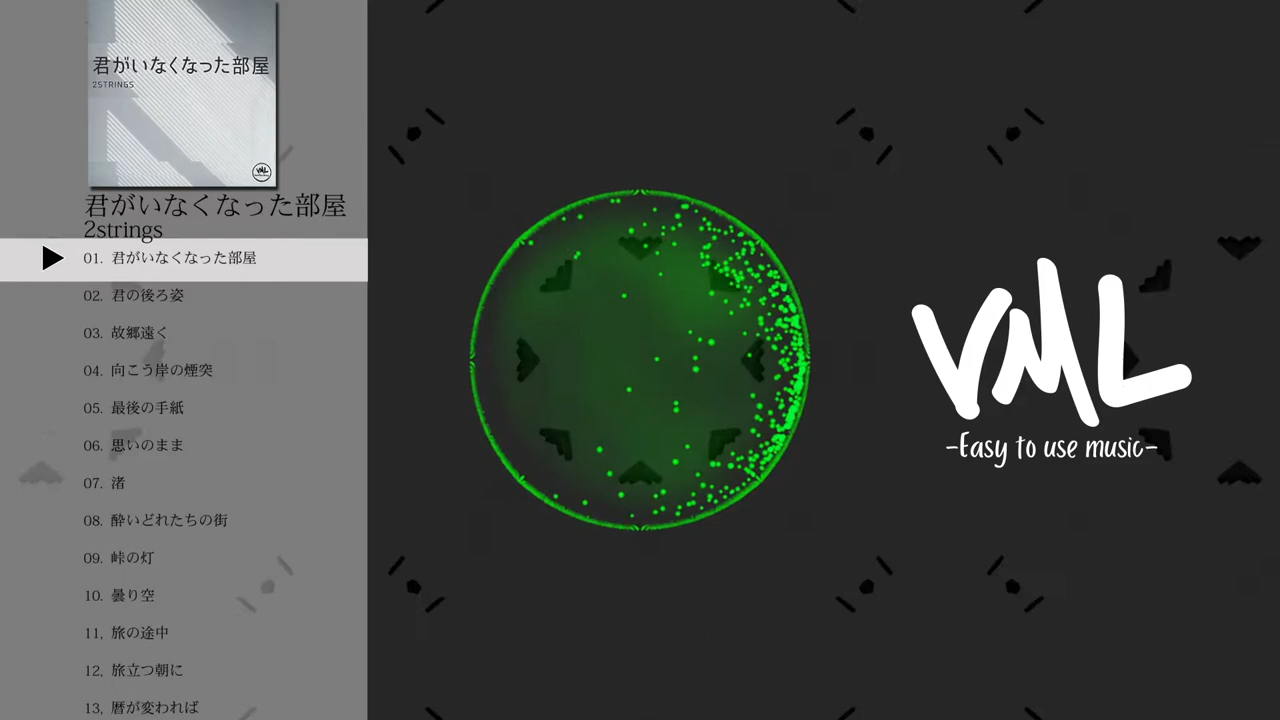 君がいなくなった部屋
2STRINGS
VML
君がいなくなった部屋
2strings
01. 君がいなくなった部屋
02. 君の後ろ姿
03. 故郷遠く
04. 向こう岸の煙突
05. 最後の手紙
06. 思いのまま
07. 渚
08. 酔いどれたちの街
09. 峠の灯
10. 曇り空
11, 旅の途中
12, 旅立つ朝に
13, 暦が変われば
VML
-Easy to use music-